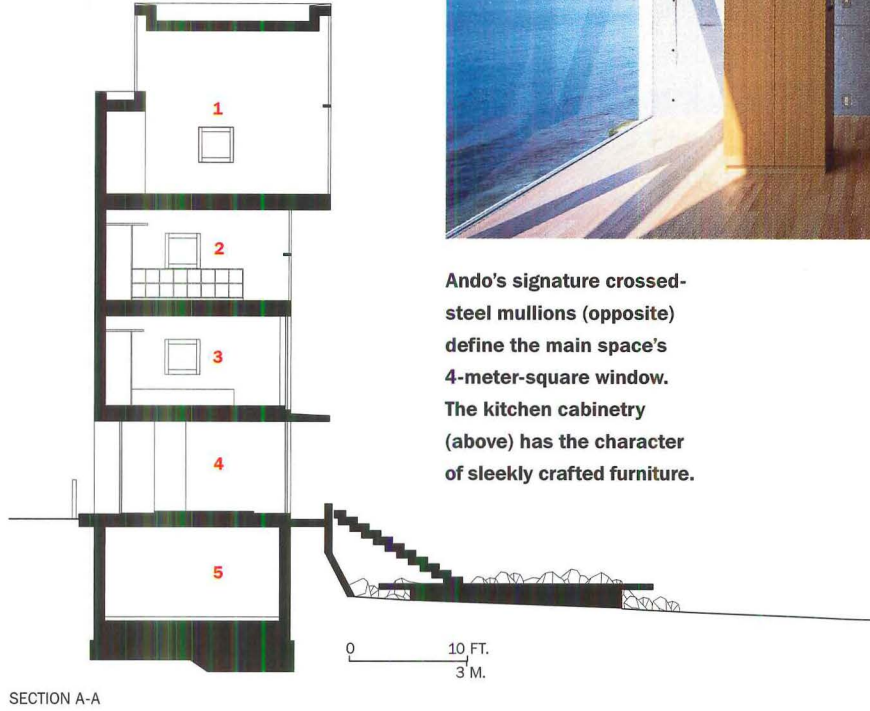 1
2
3
4
5
Ando's signature crossed-
steel mullions (opposite)
define the main space's
4-meter-square window.
The kitchen cabinetry
(above) has the character
of sleekly crafted furniture.
0 10 FT.
3 M.
SECTION A-A